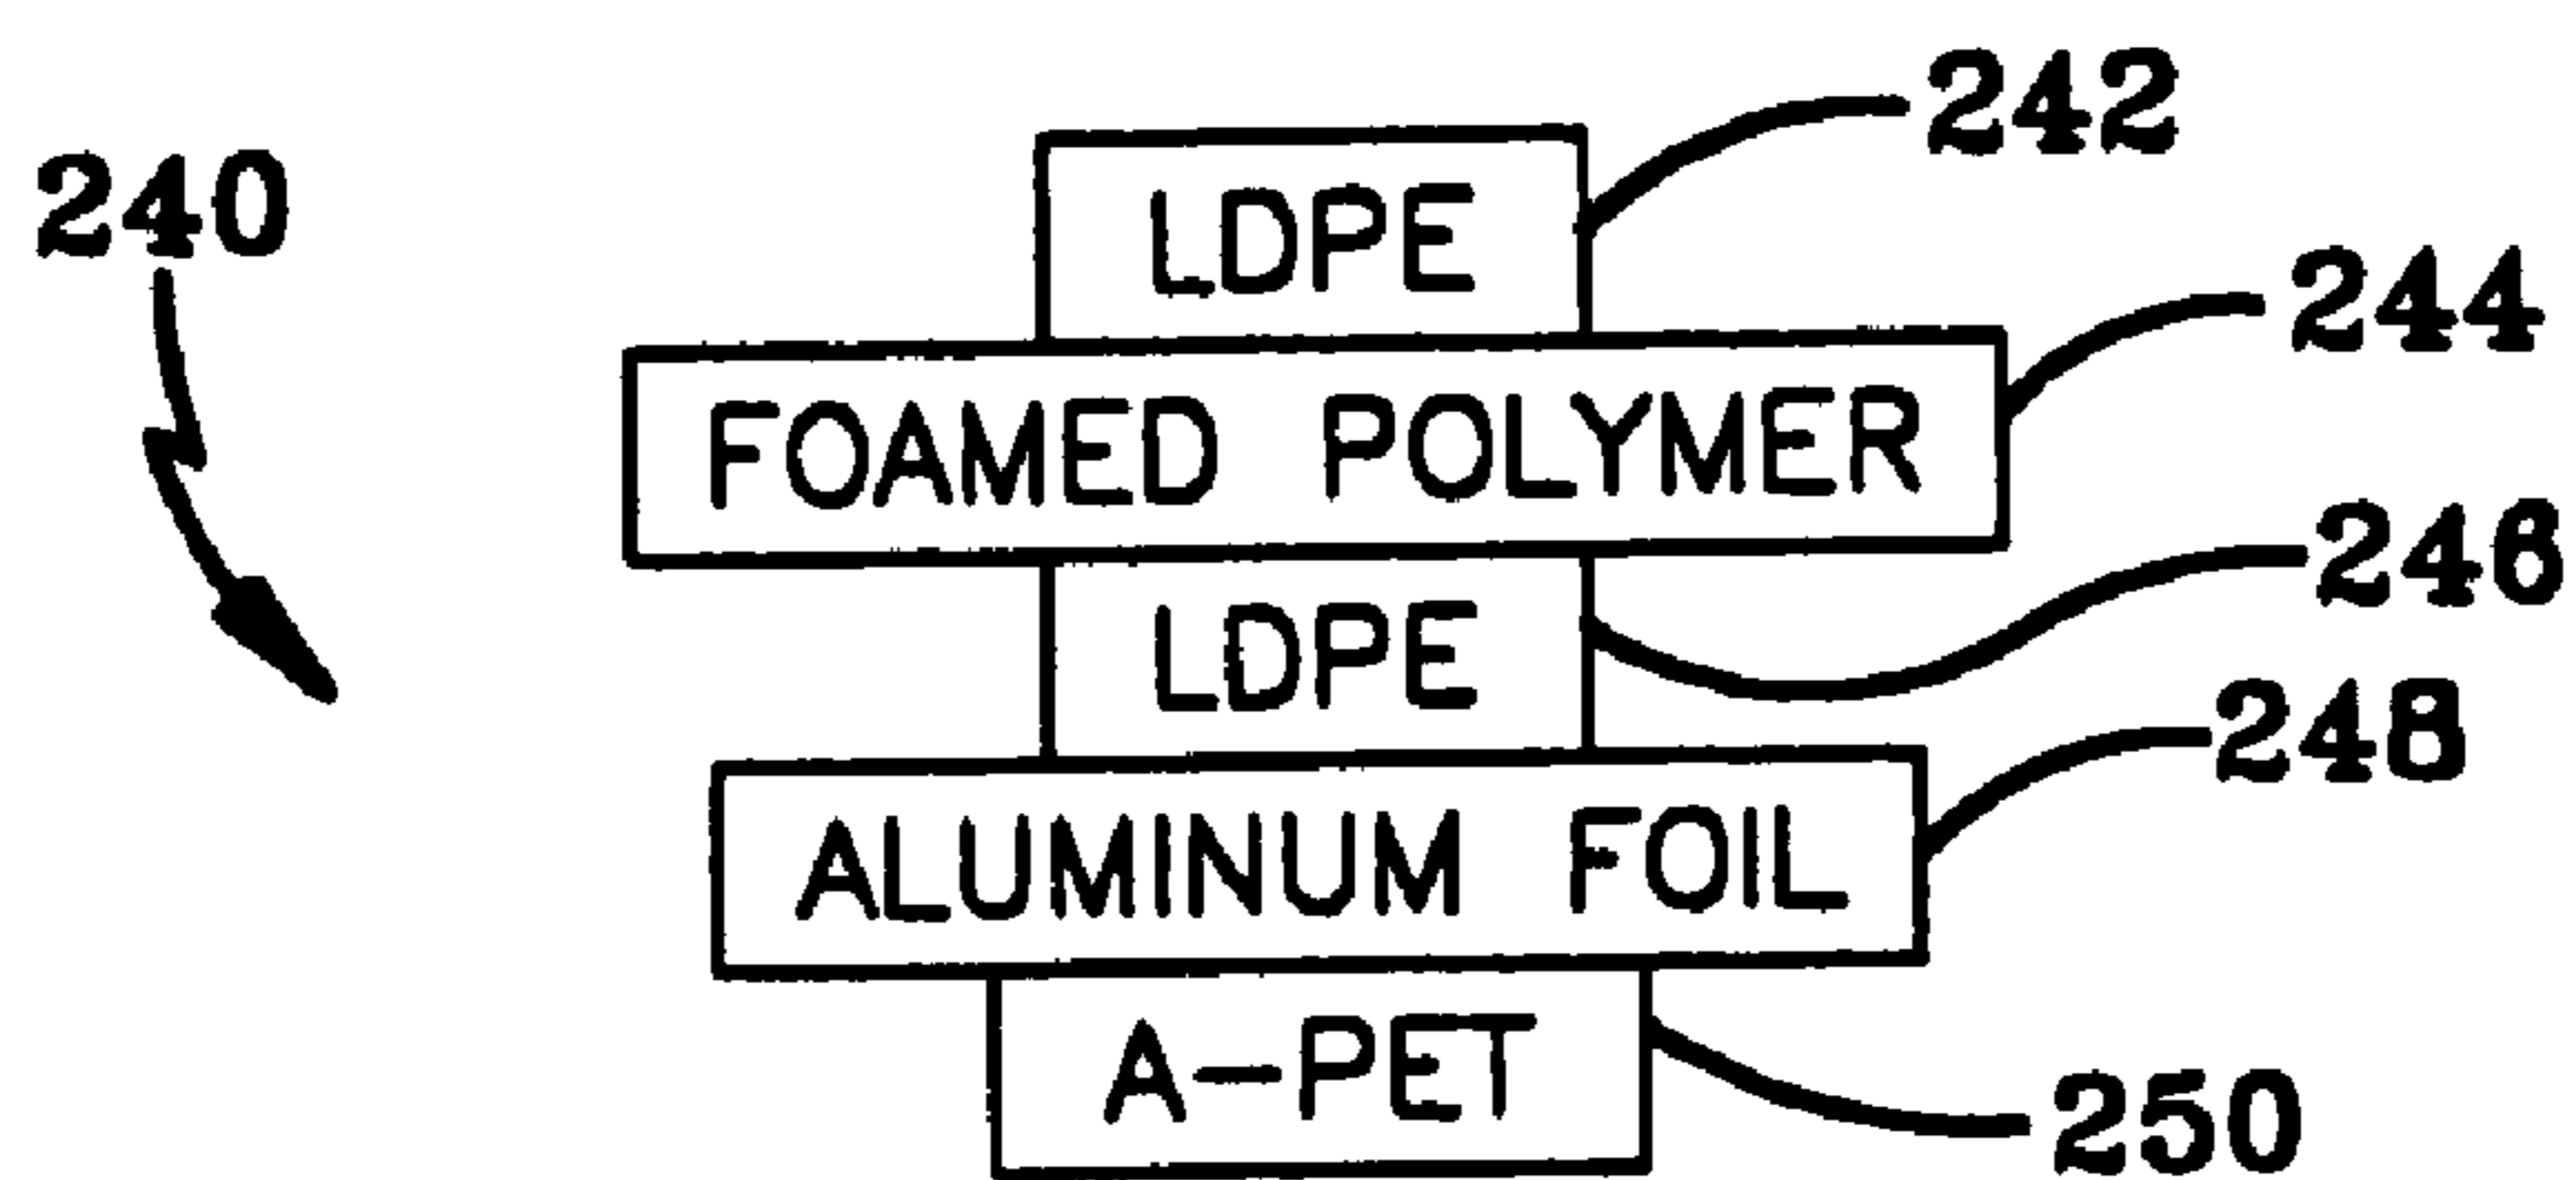 242
240
LDPE
244
FOAMED POLYMER
246
LDPE
248
ALUMINUM FOIL
A-PET
250